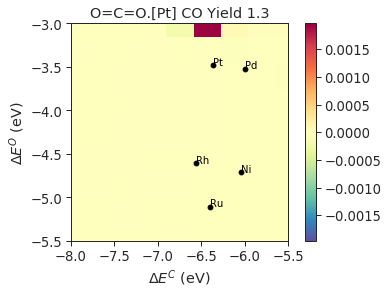 O=C=O.[Pt] CO Yield 1.3
−3.0
−3.5
−4.0
−4.5
−5.0
−5.5
ΔE^O (eV)
Pt
Pd
Rh
Ni
Ru
−8.0 −7.5 −7.0 −6.5 −6.0 −5.5
ΔE^C (eV)
0.0015
0.0010
0.0005
0.0000
−0.0005
−0.0010
−0.0015